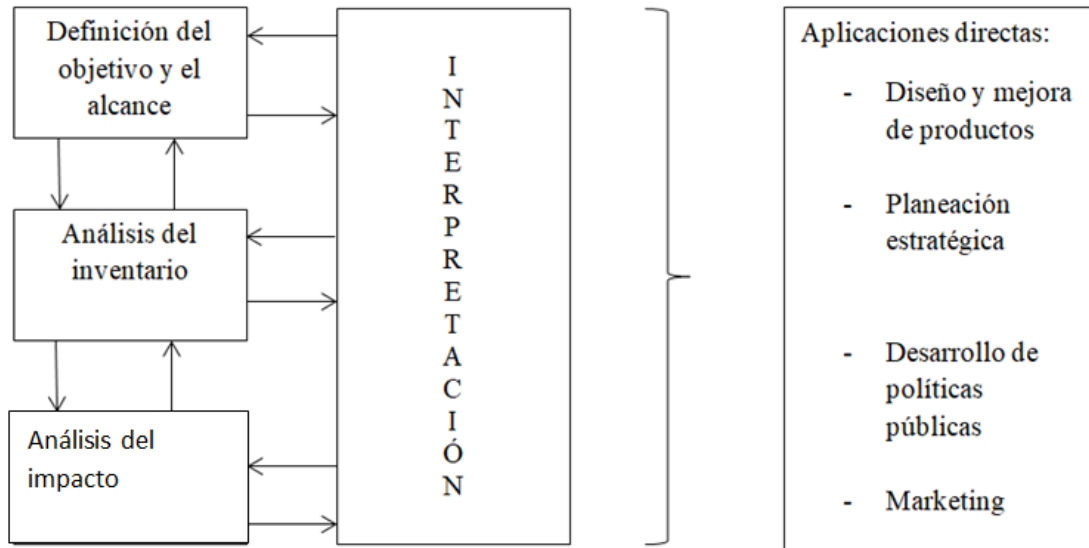 Definición del
objetivo y el
alcance
Análisis del
inventario
Análisis del
impacto
I
N
T
E
R
P
R
E
T
A
C
I
Ó
N
Aplicaciones directas:
- Diseño y mejora
de productos
- Planeación
estratégica
- Desarrollo de
políticas
públicas
- Marketing